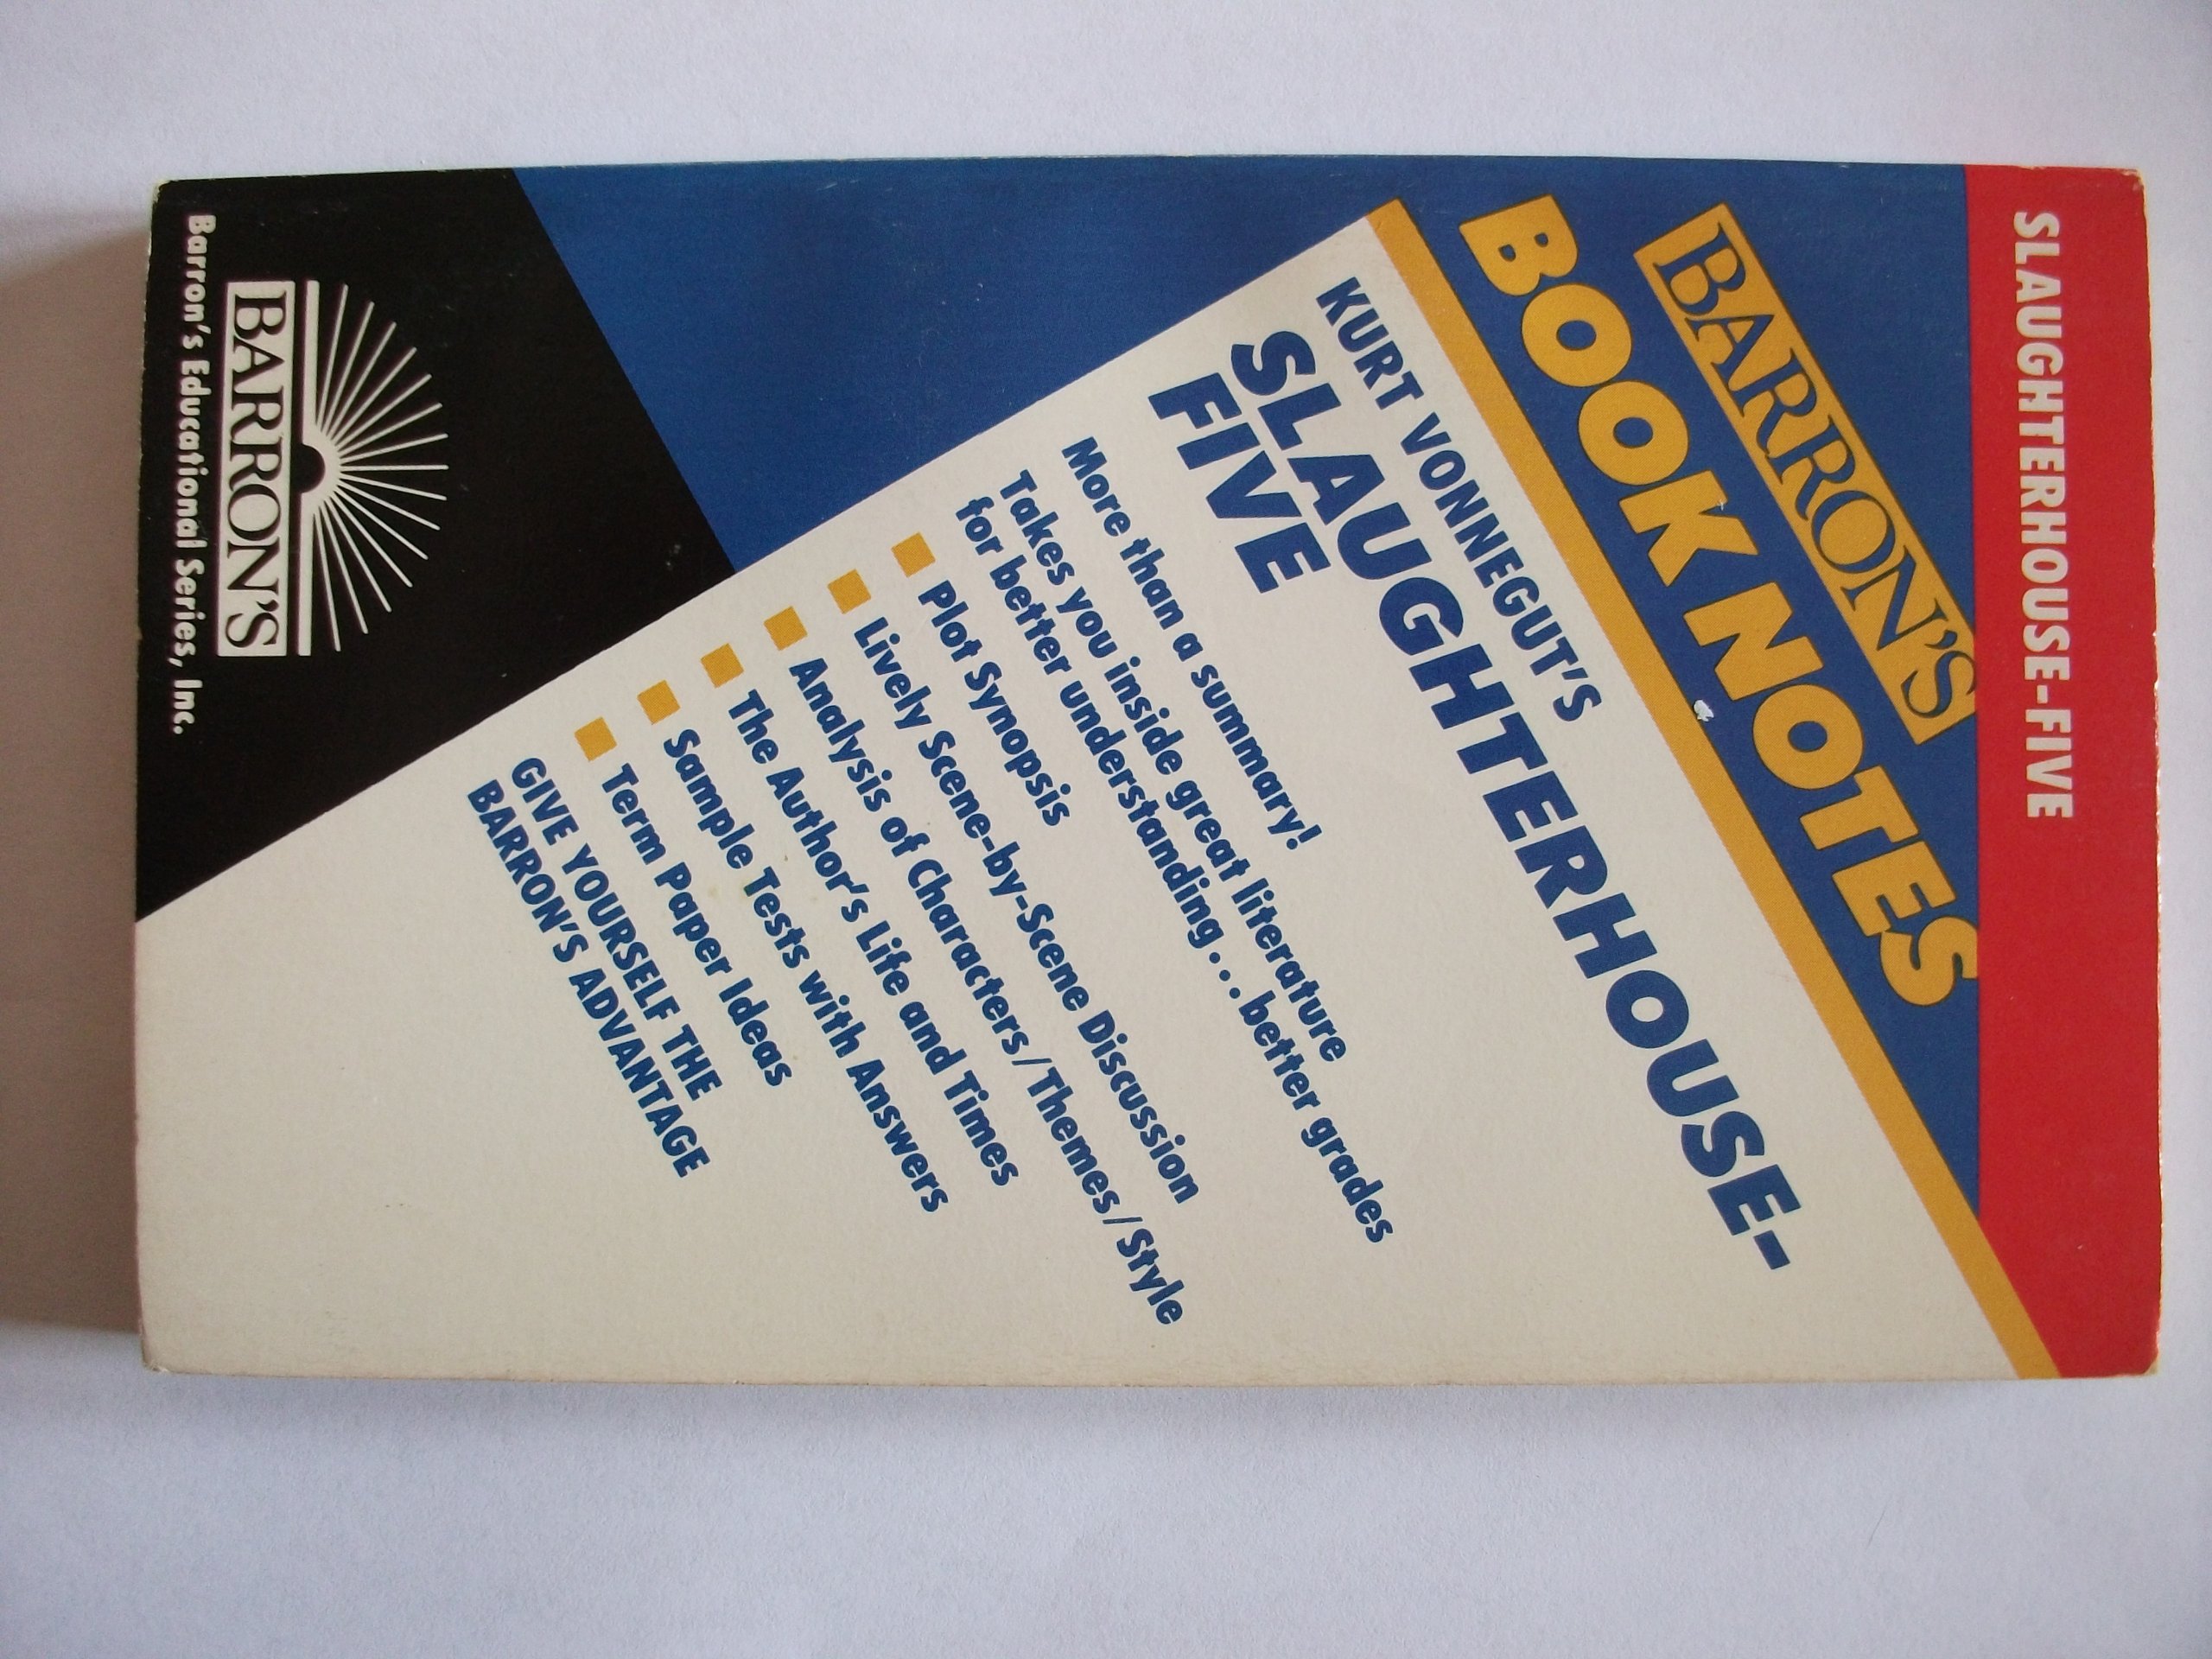 SLAUGHTERHOUSE-FIVE
BARRON'S
BOOK NOTES
KURT VONNEGUT'S
SLAUGHTERHOUSE-
FIVE
More than a summary!
Takes you inside great literature
for better understanding... better grades
Plot Synopsis
Lively Scene-by-Scene Discussion
Analysis of Characters/Themes/Style
The Author's Life and Times
Sample Tests with Answers
Term Paper Ideas
GIVE YOURSELF THE
BARRON'S ADVANTAGE
BARRON'S
Barron's Educational Series, Inc.